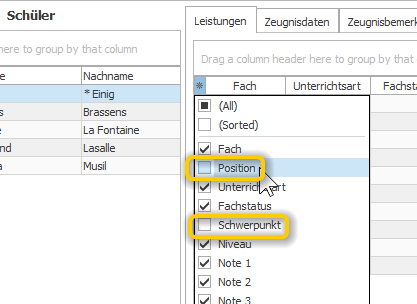 Schüler
here to group by that column
Nachname
* Einig
Brassens
La Fontaine
Lasalle
Musil
Leistungen
Zeugnisdaten
Zeugnisbemerk
Drag a column header here to group by that
* Fach Unterrichtsart Fachsta
(All)
(Sorted)
Fach
Position
Unterrichtsart
Fachstatus
Schwerpunkt
Niveau
Note 1
Note 2
Note 3